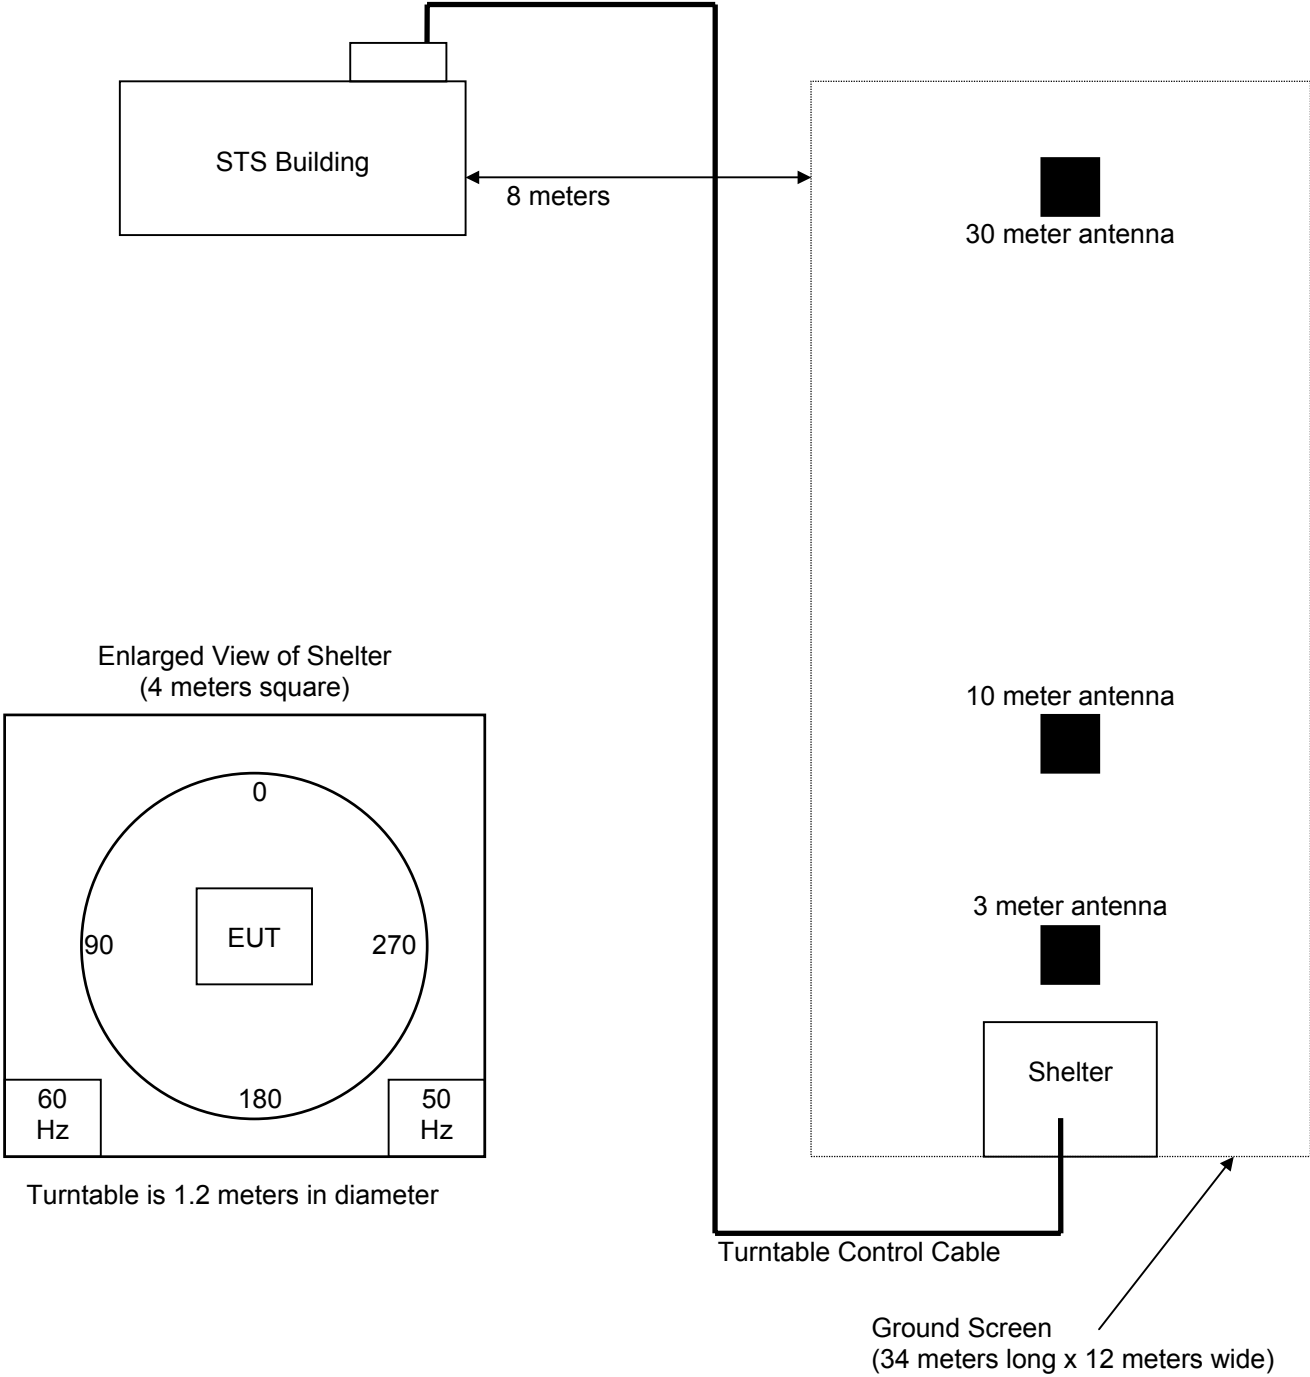 STS Building
8 meters
30 meter antenna
Enlarged View of Shelter
(4 meters square)
10 meter antenna
0
3 meter antenna
EUT
90
270
Shelter
60
Hz
180
50
Hz
Turntable is 1.2 meters in diameter
Turntable Control Cable
Ground Screen
(34 meters long x 12 meters wide)